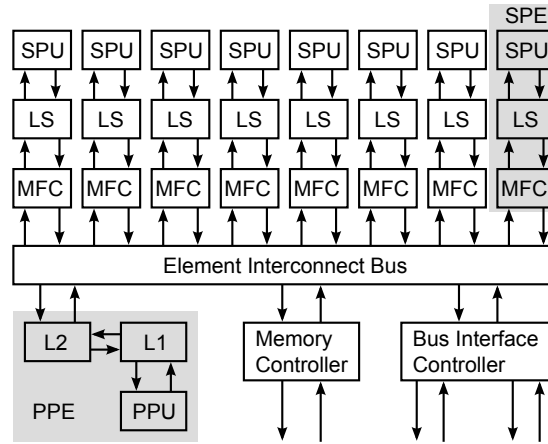 SPE
SPU SPU SPU SPU SPU SPU SPU SPU
LS LS LS LS LS LS LS LS
MFC MFC MFC MFC MFC MFC MFC MFC
Element Interconnect Bus
L2 L1
PPE PPU
Memory
Controller
Bus Interface
Controller